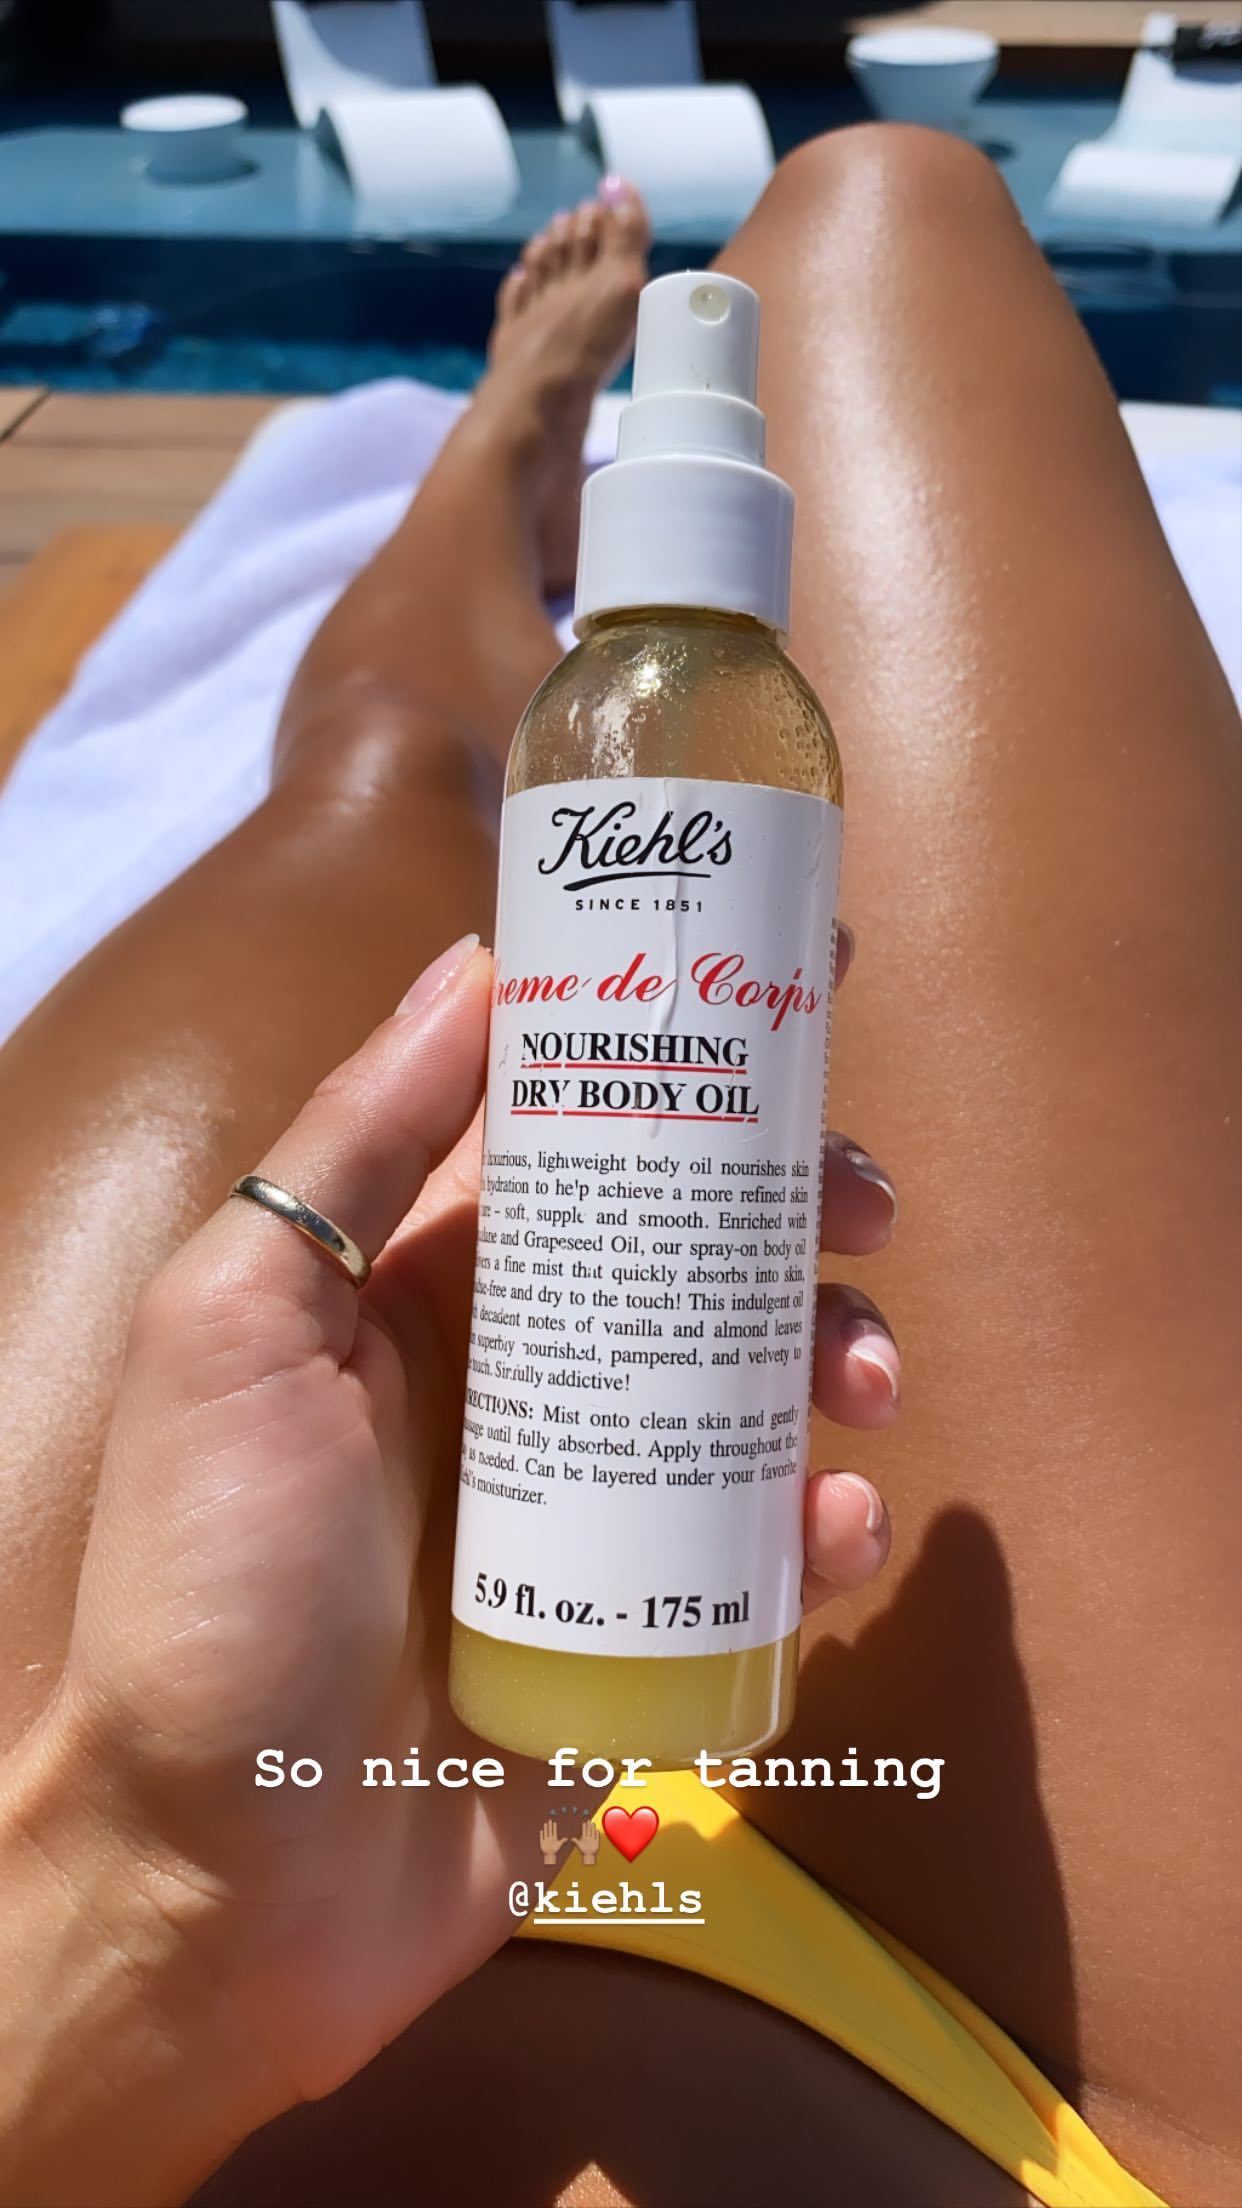 Kiehl's
SINCE 1851
de Corps
NOURISHING
DRY BODY OIL
lightweight body oil nourishes skin
hydration to help achieve a more refined skin
- soft, supple and smooth. Enriched with
and Grapeseed Oil, our spray-on body oil
a fine mist that quickly absorbs into skin,
and dry to the touch! This indulgent oil
decadent notes of vanilla and almond leaves
superbly nourished, pampered, and velvety to
touch. Sinfully addictive!
Mist onto clean skin and gently
until fully absorbed. Apply throughout the
as needed. Can be layered under your favorite
moisturizer.
5.9 fl. oz. - 175 ml
So nice for tanning
🙌🏼❤️
@kiehls